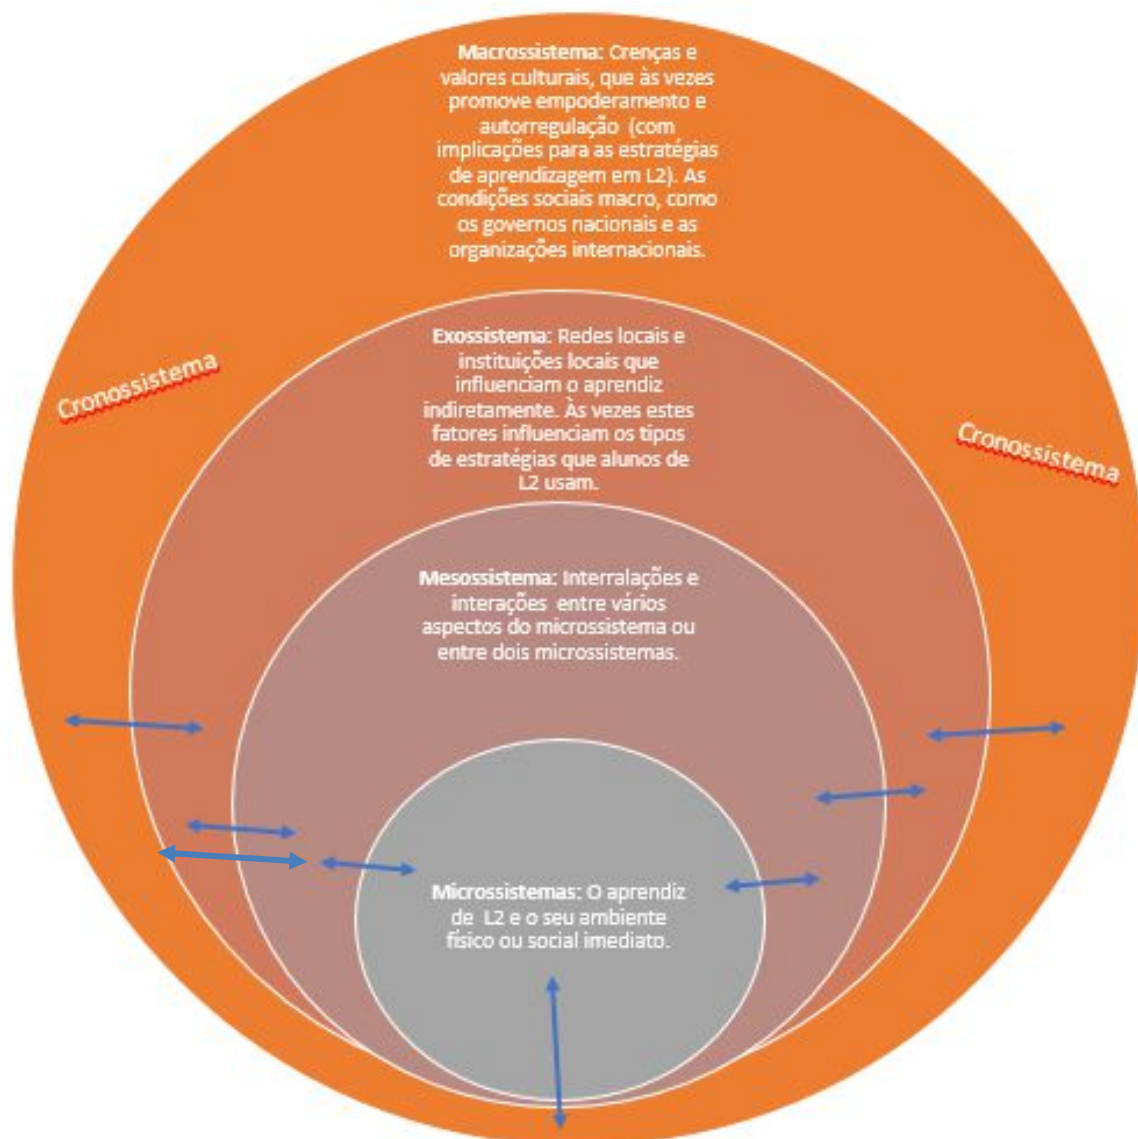 Macrossistema: Crenças e
valores culturais, que às vezes
promove empoderamento e
autorregulação (com
implicações para as estratégias
de aprendizagem em L2). As
condições sociais macro, como
os governos nacionais e as
organizações internacionais.
Exossistema: Redes locais e
instituições locais que
influenciam o aprendiz
indiretamente. Às vezes estes
fatores influenciam os tipos
de estratégias que alunos de
L2 usam.
Cronossistema
Cronossistema
Mesossistema: Interralações e
interações entre vários
aspectos do microssistema ou
entre dois microssistemas.
Microssistemas: O aprendiz
de L2 e o seu ambiente
físico ou social imediato.